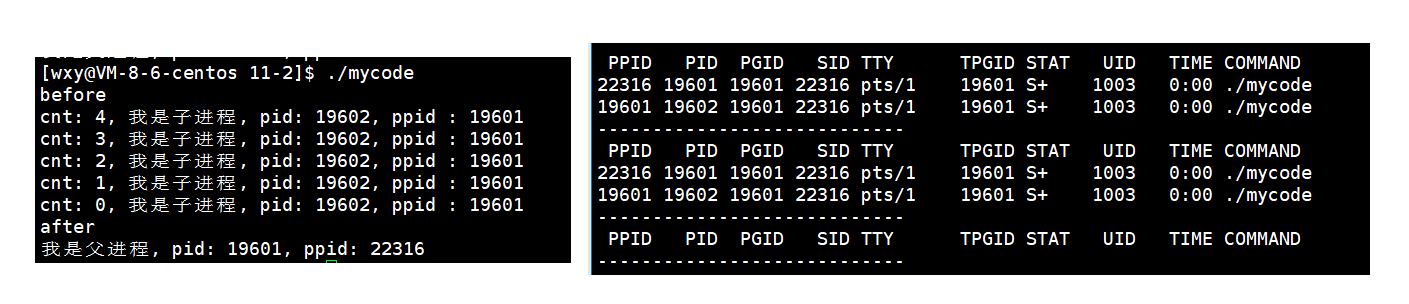 [wxy@VM-8-6-centos 11-2]$ ./mycode
before
cnt: 4, 我是子进程, pid: 19602, ppid : 19601
cnt: 3, 我是子进程, pid: 19602, ppid : 19601
cnt: 2, 我是子进程, pid: 19602, ppid : 19601
cnt: 1, 我是子进程, pid: 19602, ppid : 19601
cnt: 0, 我是子进程, pid: 19602, ppid : 19601
after
我是父进程, pid: 19601, ppid: 22316
PPID PID PGID SID TTY TPGID STAT UID TIME COMMAND
22316 19601 19601 22316 pts/1 19601 S+ 1003 0:00 ./mycode
19601 19602 19601 22316 pts/1 19601 S+ 1003 0:00 ./mycode
----------------------------
PPID PID PGID SID TTY TPGID STAT UID TIME COMMAND
22316 19601 19601 22316 pts/1 19601 S+ 1003 0:00 ./mycode
19601 19602 19601 22316 pts/1 19601 S+ 1003 0:00 ./mycode
----------------------------
PPID PID PGID SID TTY TPGID STAT UID TIME COMMAND
----------------------------